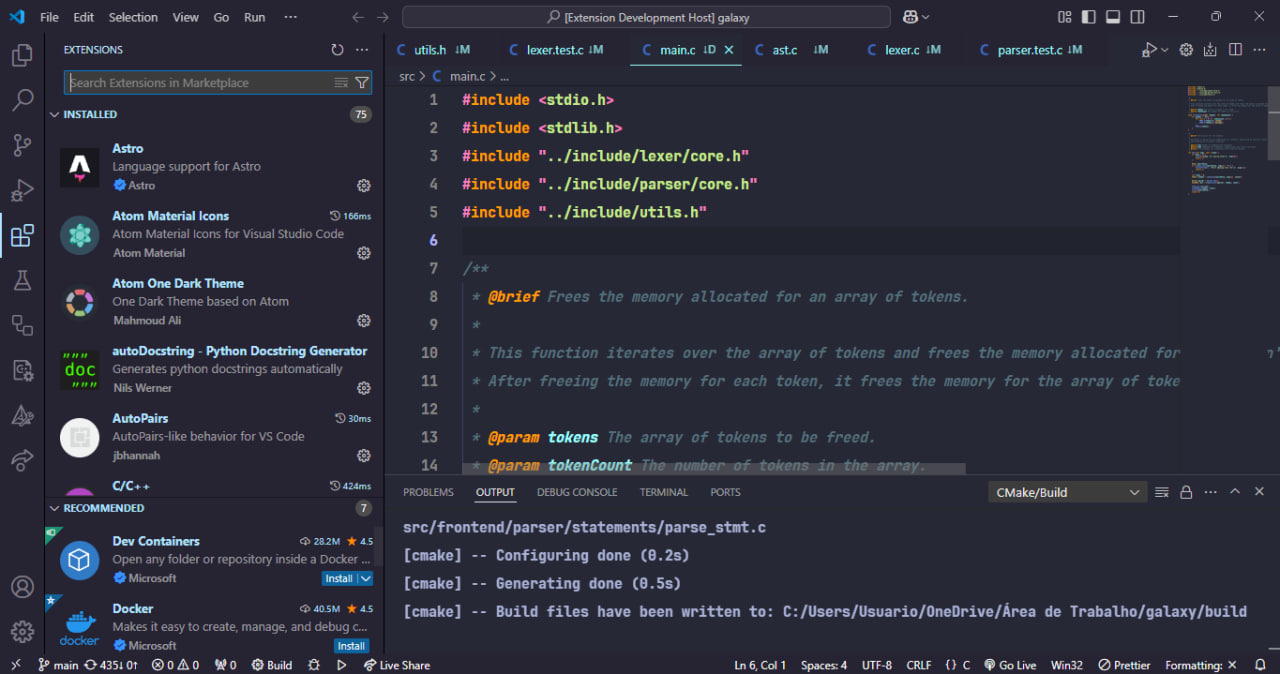 File Edit Selection View Go Run ··· [Extension Development Host] galaxy
EXTENSIONS
Search Extensions in Marketplace
INSTALLED 75
Astro
Language support for Astro
Astro
Atom Material Icons 166ms
Atom Material Icons for Visual Studio Code
Atom Material
Atom One Dark Theme
One Dark Theme based on Atom
Mahmoud Ali
autoDocstring - Python Docstring Generator
Generates python docstrings automatically
Nils Werner
""" doc """
AutoPairs 30ms
AutoPairs-like behavior for VS Code
jbhannah
C/C++ 424ms
RECOMMENDED 7
Dev Containers 28.2M 4.5
Open any folder or repository inside a Docker ...
Microsoft Install
Docker 40.5M 4.5
Makes it easy to create, manage, and debug c...
Microsoft Install
docker
C utils.h ↓M C lexer.test.c ↓M C main.c ↓D C ast.c ↓M C lexer.c ↓M C parser.test.c ↓M
src > C main.c > ...
1 #include <stdio.h>
2 #include <stdlib.h>
3 #include "../include/lexer/core.h"
4 #include "../include/parser/core.h"
5 #include "../include/utils.h"
6
7 /**
8 * @brief Frees the memory allocated for an array of tokens.
9 *
10 * This function iterates over the array of tokens and frees the memory allocated for
11 * After freeing the memory for each token, it frees the memory for the array of toke
12 *
13 * @param tokens The array of tokens to be freed.
14 * @param tokenCount The number of tokens in the array.
PROBLEMS OUTPUT DEBUG CONSOLE TERMINAL PORTS CMake/Build
src/frontend/parser/statements/parse_stmt.c
[cmake] -- Configuring done (0.2s)
[cmake] -- Generating done (0.5s)
[cmake] -- Build files have been written to: C:/Users/Usuario/OneDrive/Área de Trabalho/galaxy/build
main 435↓ 0↑ 0 0 0 Build Live Share Ln 6, Col 1 Spaces: 4 UTF-8 CRLF {} C Go Live Win32 Prettier Formatting: ✕